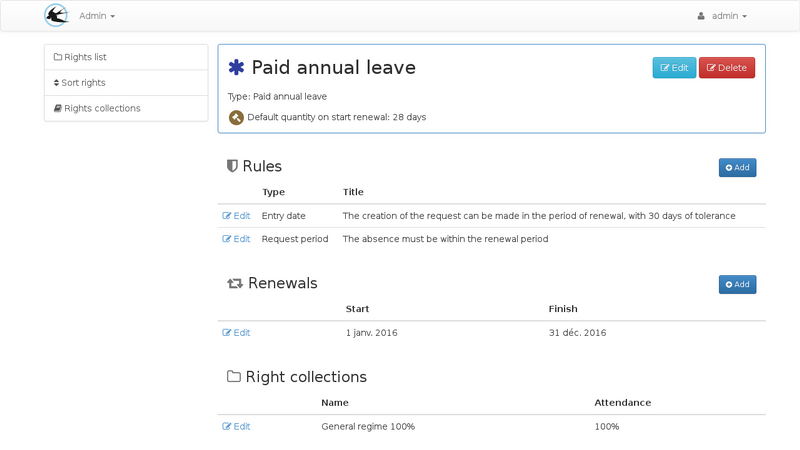 Admin
admin
Rights list
Sort rights
Rights collections
Paid annual leave
Edit
Delete
Type: Paid annual leave
Default quantity on start renewal: 28 days
Rules
Add
Type Title
Edit Entry date The creation of the request can be made in the period of renewal, with 30 days of tolerance
Edit Request period The absence must be within the renewal period
Renewals
Add
Start Finish
Edit 1 janv. 2016 31 déc. 2016
Right collections
Name Attendance
Edit General regime 100% 100%